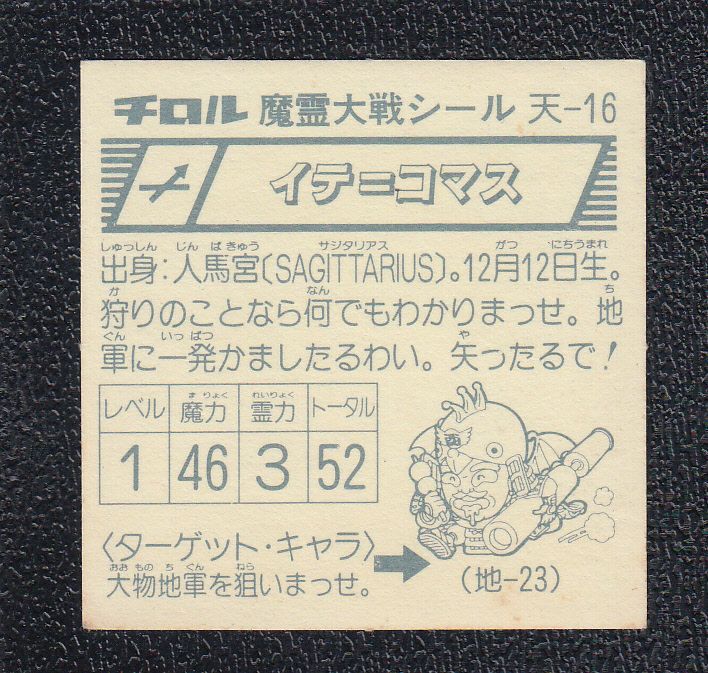 チロル 魔霊大戦シール 天-16
イテ=コマス
しゅっしん じんばきゅう サジタリアス がつ にちうまれ
出身:人馬宮(SAGITTARIUS)。12月12日生。
か なん ち
狩りのことなら何でもわかりまっせ。地
ぐん いっぱつ や
軍に一発かましたるわい。矢ったるで!
レベル 魔力 霊力 トータル
まりょく れいりょく
1 46 3 52
〈ターゲット・キャラ〉
おおものちぐん ねら
大物地軍を狙いまっせ。
(地-23)